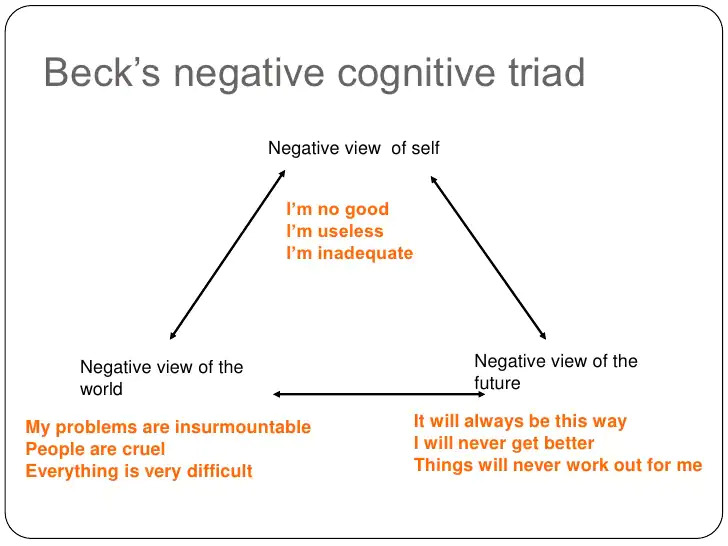 Beck’s negative cognitive triad
Negative view of self
I’m no good
I’m useless
I’m inadequate
Negative view of the
world
My problems are insurmountable
People are cruel
Everything is very difficult
Negative view of the
future
It will always be this way
I will never get better
Things will never work out for me